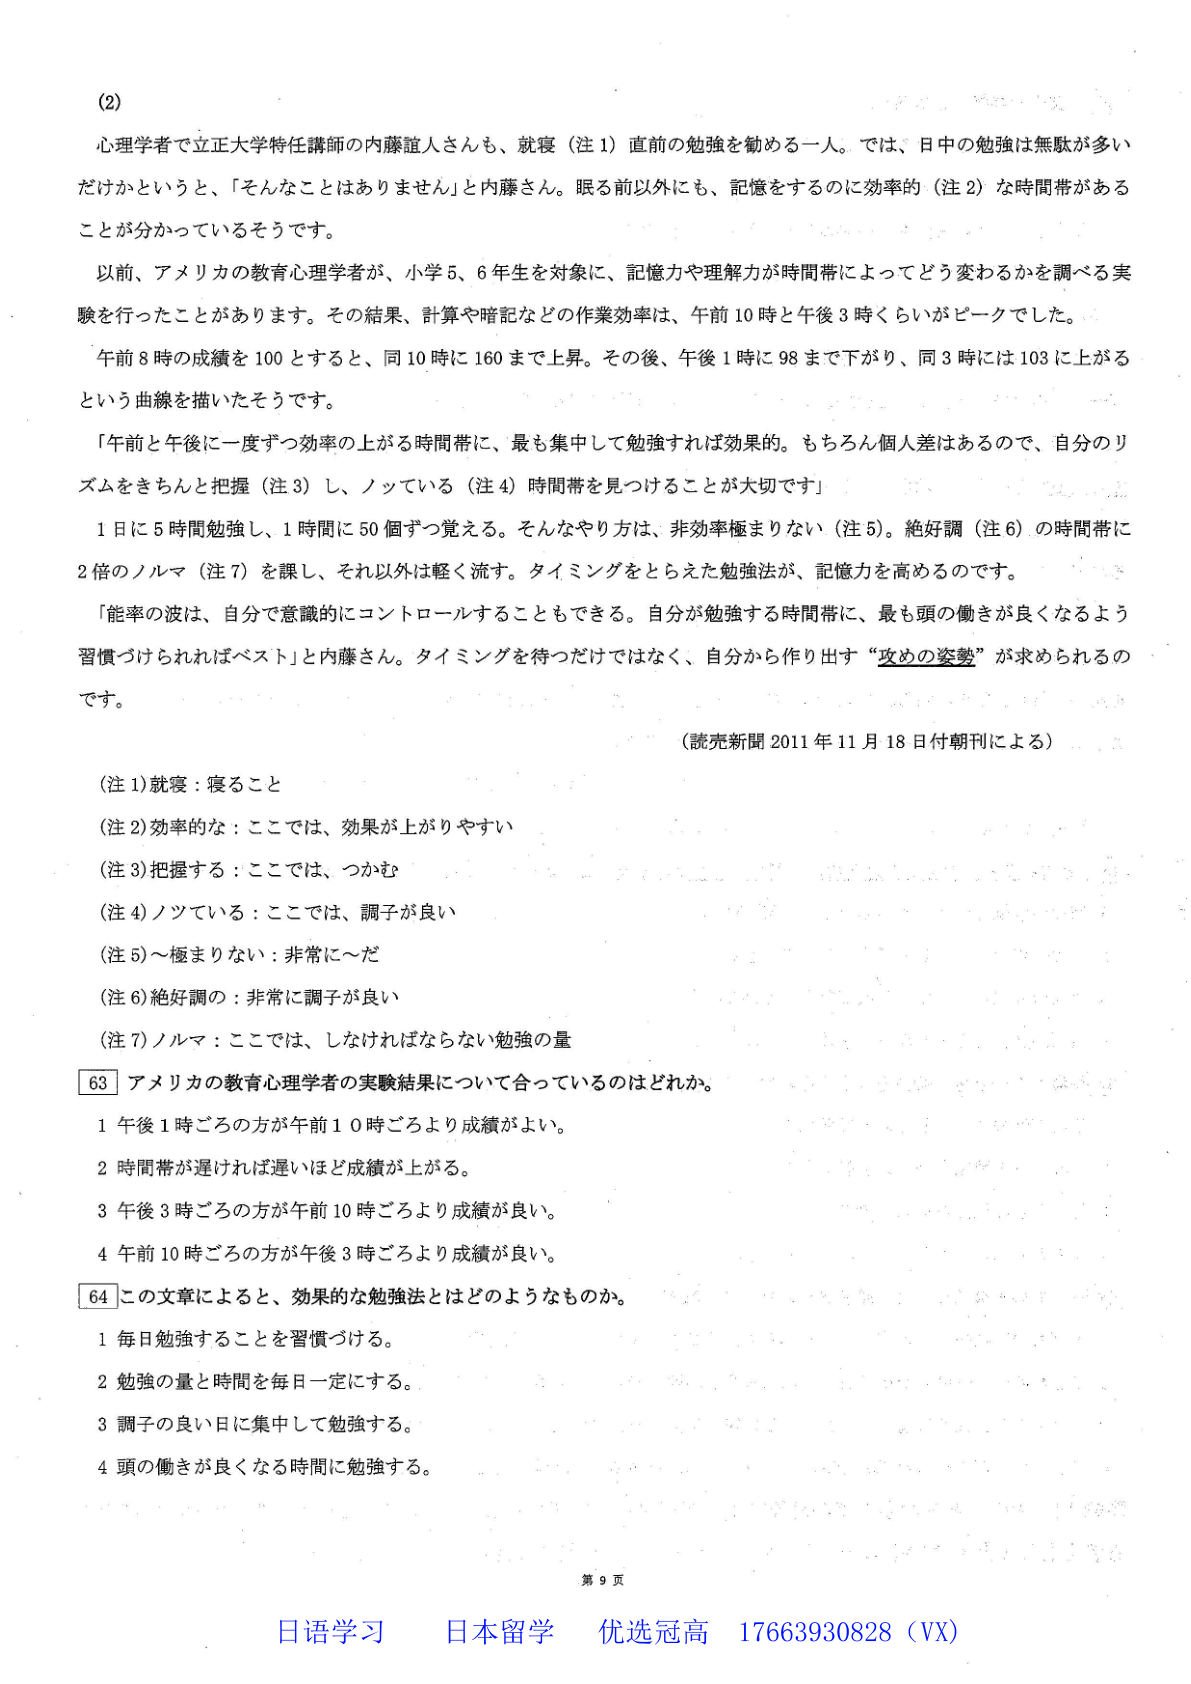 (2)
心理学者で立正大学特任講師の内藤誼人さんも、就寝（注1）直前の勉強を勧める一人。では、日中の勉強は無駄が多い
だけかというと、「そんなことはありません」と内藤さん。眠る前以外にも、記憶をするのに効率的（注2）な時間帯がある
ことが分かっているそうです。
以前、アメリカの教育心理学者が、小学5、6年生を対象に、記憶力や理解力が時間帯によってどう変わるかを調べる実
験を行ったことがあります。その結果、計算や暗記などの作業効率は、午前10時と午後3時くらいがピークでした。
午前8時の成績を100とすると、同10時に160まで上昇。その後、午後1時に98まで下がり、同3時には103に上がる
という曲線を描いたそうです。
「午前と午後に一度ずつ効率の上がる時間帯に、最も集中して勉強すれば効果的。もちろん個人差はあるので、自分のリ
ズムをきちんと把握（注3）し、ノッている（注4）時間帯を見つけることが大切です」
1日に5時間勉強し、1時間に50個ずつ覚える。そんなやり方は、非効率極まりない（注5）。絶好調（注6）の時間帯に
2倍のノルマ（注7）を課し、それ以外は軽く流す。タイミングをとらえた勉強法が、記憶力を高めるのです。
「能率の波は、自分で意識的にコントロールすることもできる。自分が勉強する時間帯に、最も頭の働きが良くなるよう
習慣づけられればベスト」と内藤さん。タイミングを待つだけではなく、自分から作り出す“攻めの姿勢”が求められるの
です。
（読売新聞2011年11月18日付朝刊による）
(注1)就寝：寝ること
(注2)効率的な：ここでは、効果が上がりやすい
(注3)把握する：ここでは、つかむ
(注4)ノツている：ここでは、調子が良い
(注5)～極まりない：非常に～だ
(注6)絶好調の：非常に調子が良い
(注7)ノルマ：ここでは、しなければならない勉強の量
63 アメリカの教育心理学者の実験結果について合っているのはどれか。
1 午後1時ごろの方が午前１０時ごろより成績がよい。
2 時間帯が遅ければ遅いほど成績が上がる。
3 午後3時ごろの方が午前10時ごろより成績が良い。
4 午前10時ごろの方が午後3時ごろより成績が良い。
64 この文章によると、効果的な勉強法とはどのようなものか。
1 毎日勉強することを習慣づける。
2 勉強の量と時間を毎日一定にする。
3 調子の良い日に集中して勉強する。
4 頭の働きが良くなる時間に勉強する。
第 9 页
日语学习 日本留学 优选冠高 17663930828（VX）